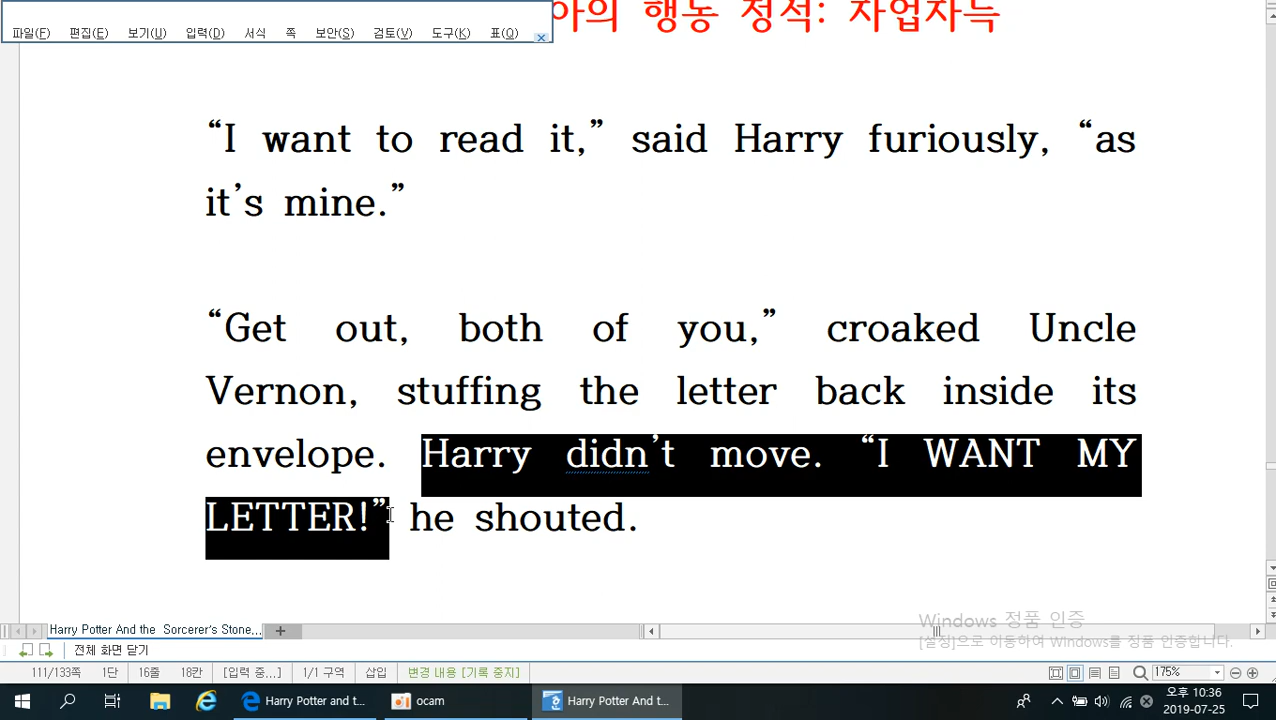 아의 행동 정석: 자업자득
파일(F) 편집(E) 보기(U) 입력(D) 서식 쪽 보안(S) 검토(V) 도구(K) 표(Q)
“I want to read it,” said Harry furiously, “as
it’s mine.”
“Get out, both of you,” croaked Uncle
Vernon, stuffing the letter back inside its
envelope. Harry didn’t move. “I WANT MY
LETTER!” he shouted.
Windows 정품 인증
[설정]으로 이동하여 Windows를 정품 인증합니다.
Harry Potter And the Sorcerer's Stone...
전체 화면 닫기
111/133쪽 1단 16줄 18칸 [입력 중...] 1/1 구역 삽입 변경 내용 [기록 중지] 175%
Harry Potter and t... ocam Harry Potter And t... 오후 10:36
2019-07-25